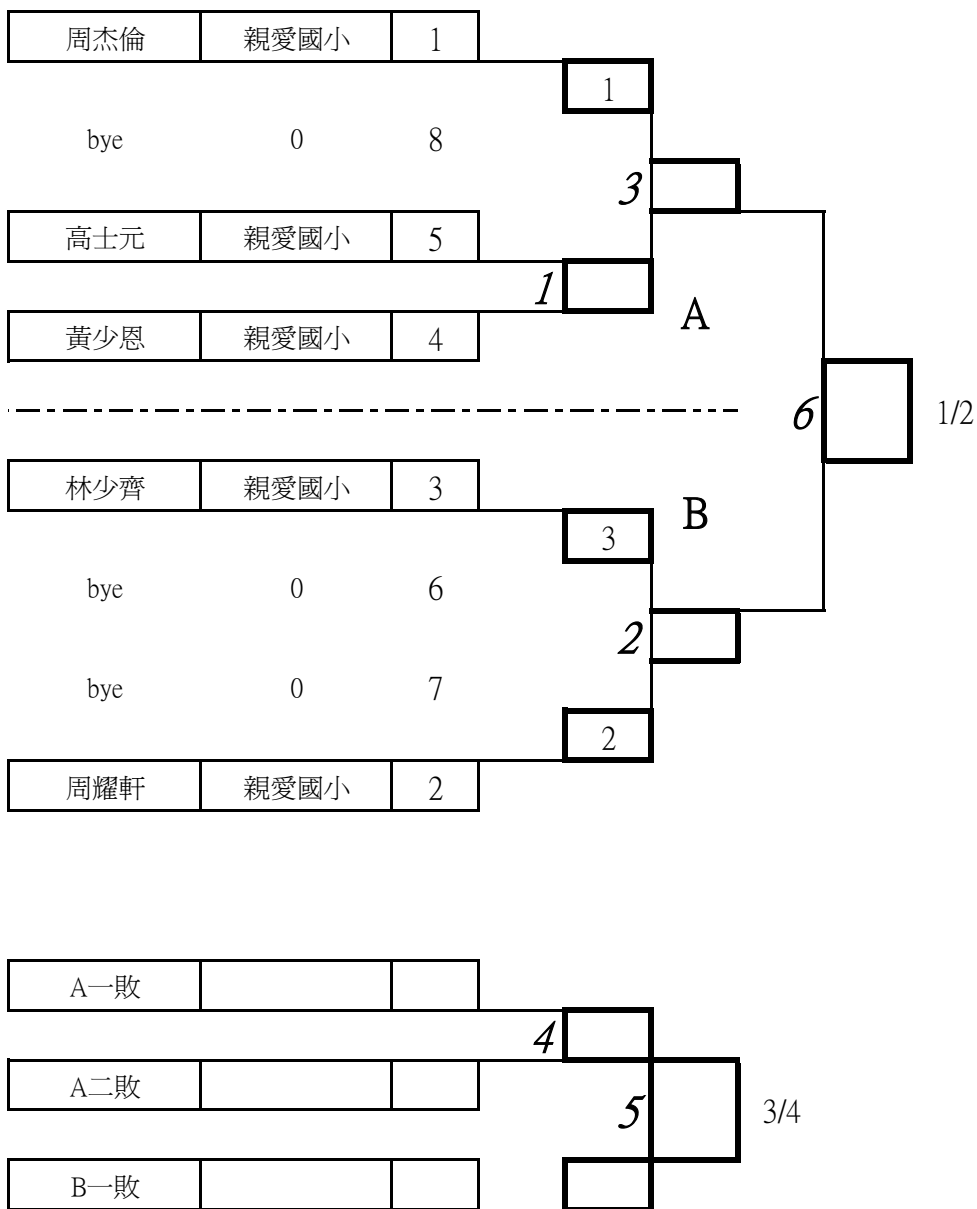 周杰倫 親愛國小 1
1
bye 0 8
3
高士元 親愛國小 5
1
A
黃少恩 親愛國小 4
6 1/2
林少齊 親愛國小 3
B
3
bye 0 6
2
bye 0 7
2
周耀軒 親愛國小 2
A一敗
4
A二敗
5 3/4
B一敗